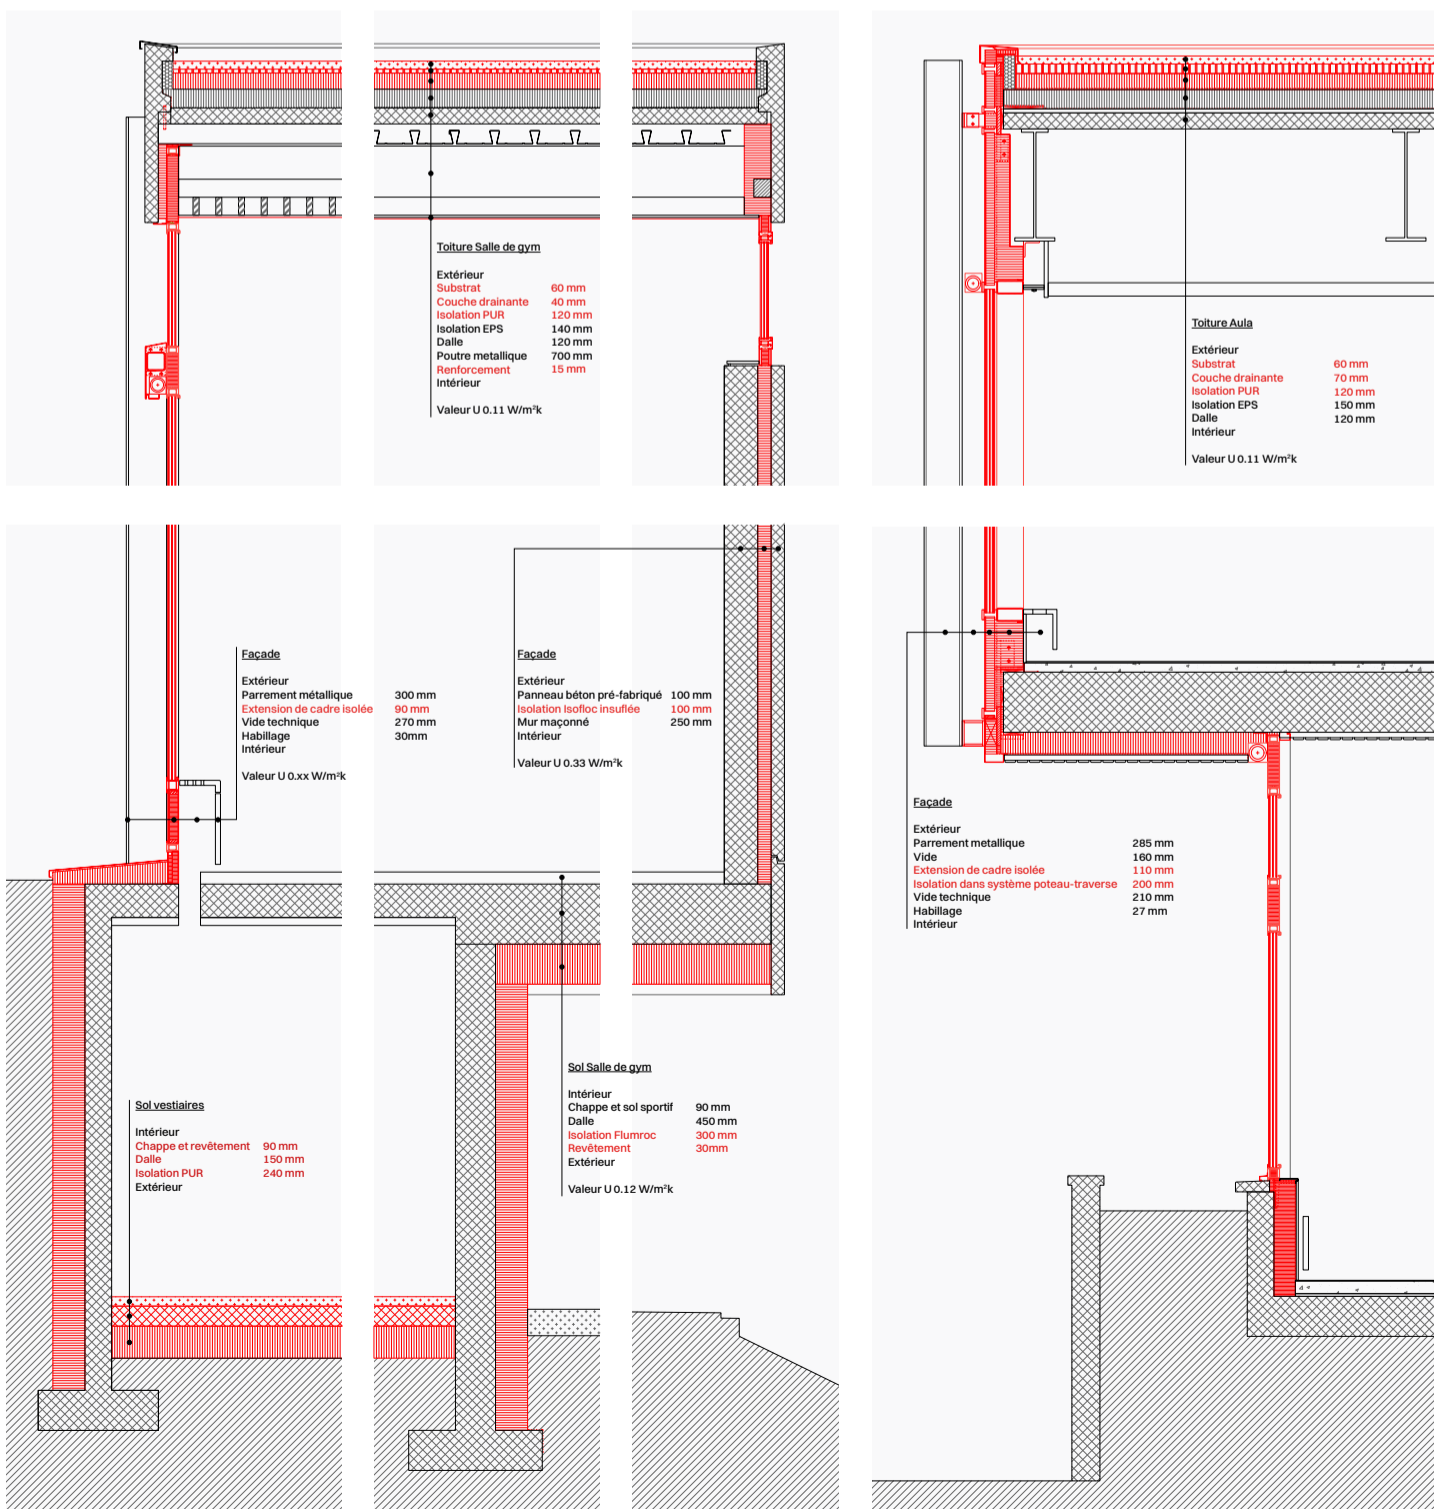 Toiture Salle de gym
Extérieur
Substrat 60 mm
Couche drainante 40 mm
Isolation PUR 120 mm
Isolation EPS 140 mm
Dalle 120 mm
Poutre metallique 700 mm
Renforcement 15 mm
Intérieur
Valeur U 0.11 W/m²k
Toiture Aula
Extérieur
Substrat 60 mm
Couche drainante 70 mm
Isolation PUR 120 mm
Isolation EPS 150 mm
Dalle 120 mm
Intérieur
Valeur U 0.11 W/m²k
Façade
Extérieur
Parrement métallique 300 mm
Extension de cadre isolée 90 mm
Vide technique 270 mm
Habillage 30mm
Intérieur
Valeur U 0.xx W/m²k
Façade
Extérieur
Panneau béton pré-fabriqué 100 mm
Isolation Isofloc insuflée 100 mm
Mur maçonné 250 mm
Intérieur
Valeur U 0.33 W/m²k
Façade
Extérieur
Parrement metallique 285 mm
Vide 160 mm
Extension de cadre isolée 110 mm
Isolation dans système poteau-traverse 200 mm
Vide technique 210 mm
Habillage 27 mm
Intérieur
Sol vestiaires
Intérieur
Chappe et revêtement 90 mm
Dalle 150 mm
Isolation PUR 240 mm
Extérieur
Sol Salle de gym
Intérieur
Chappe et sol sportif 90 mm
Dalle 450 mm
Isolation Flumroc 300 mm
Revêtement 30mm
Extérieur
Valeur U 0.12 W/m²k